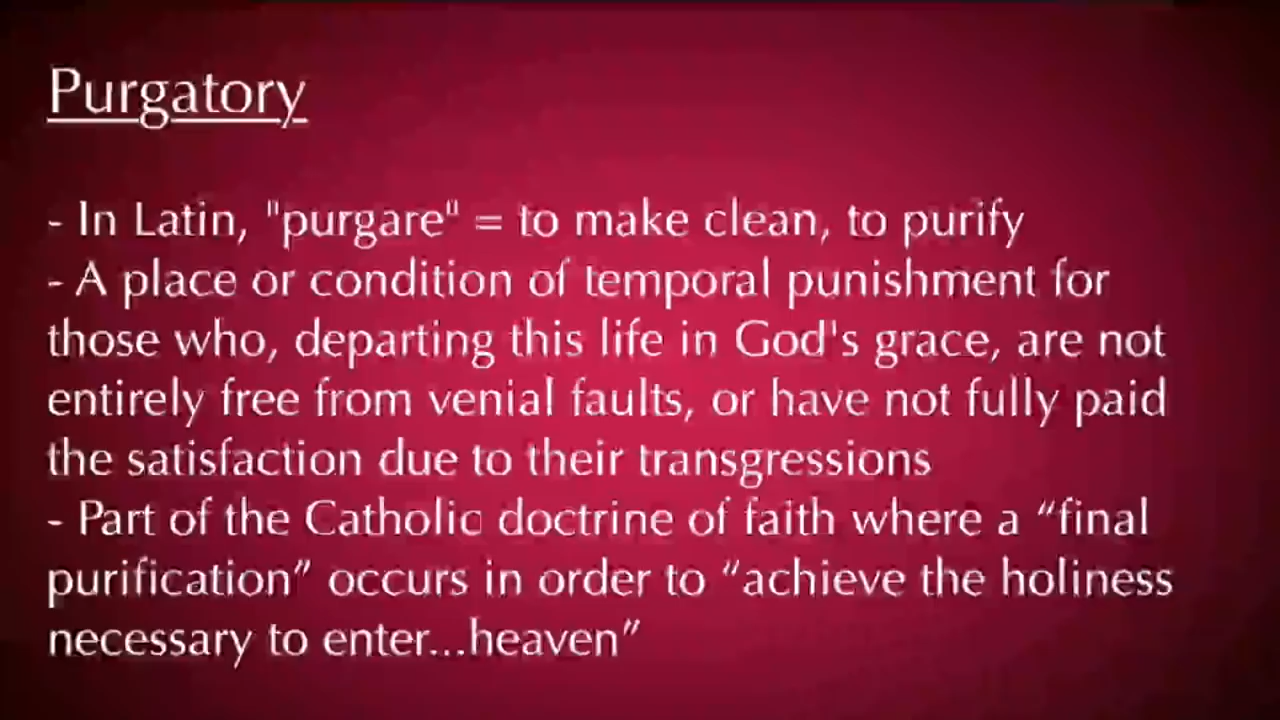 Purgatory
- In Latin, "purgare" = to make clean, to purify
- A place or condition of temporal punishment for
those who, departing this life in God's grace, are not
entirely free from venial faults, or have not fully paid
the satisfaction due to their transgressions
- Part of the Catholic doctrine of faith where a “final
purification” occurs in order to “achieve the holiness
necessary to enter...heaven”